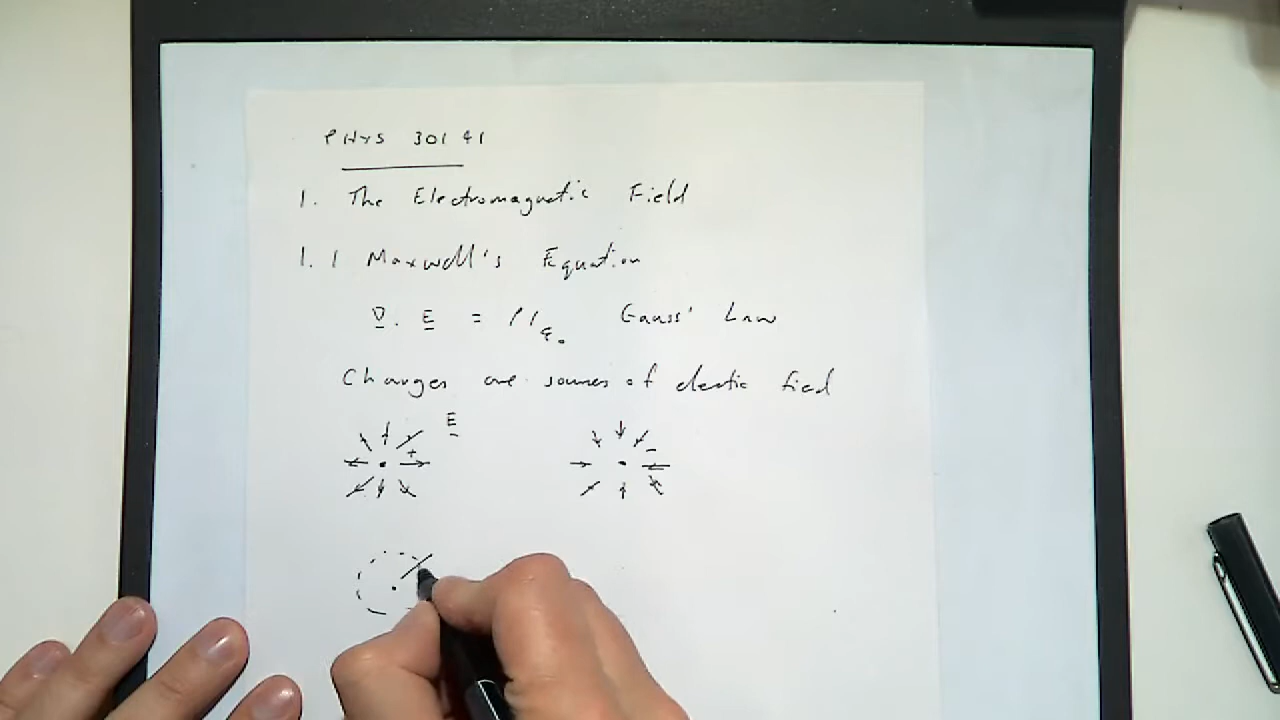 PHYS 30141
1. The Electromagnetic Field
1.1 Maxwell's Equation
∇ . E = ρ/ε₀ Gauss' Law
Charges are sources of electric field
E
+ -